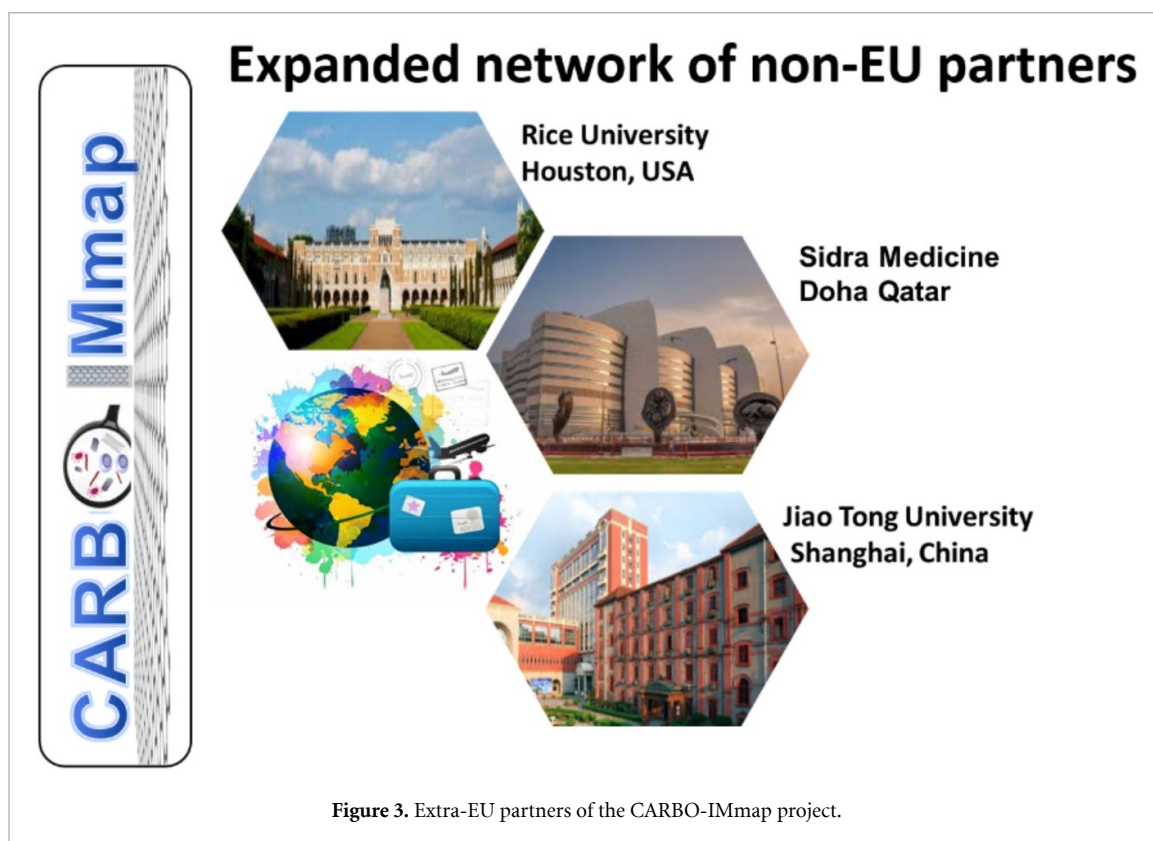 Expanded network of non-EU partners
CARBO IMmap
Rice University
Houston, USA
Sidra Medicine
Doha Qatar
Jiao Tong University
Shanghai, China
Figure 3. Extra-EU partners of the CARBO-IMmap project.